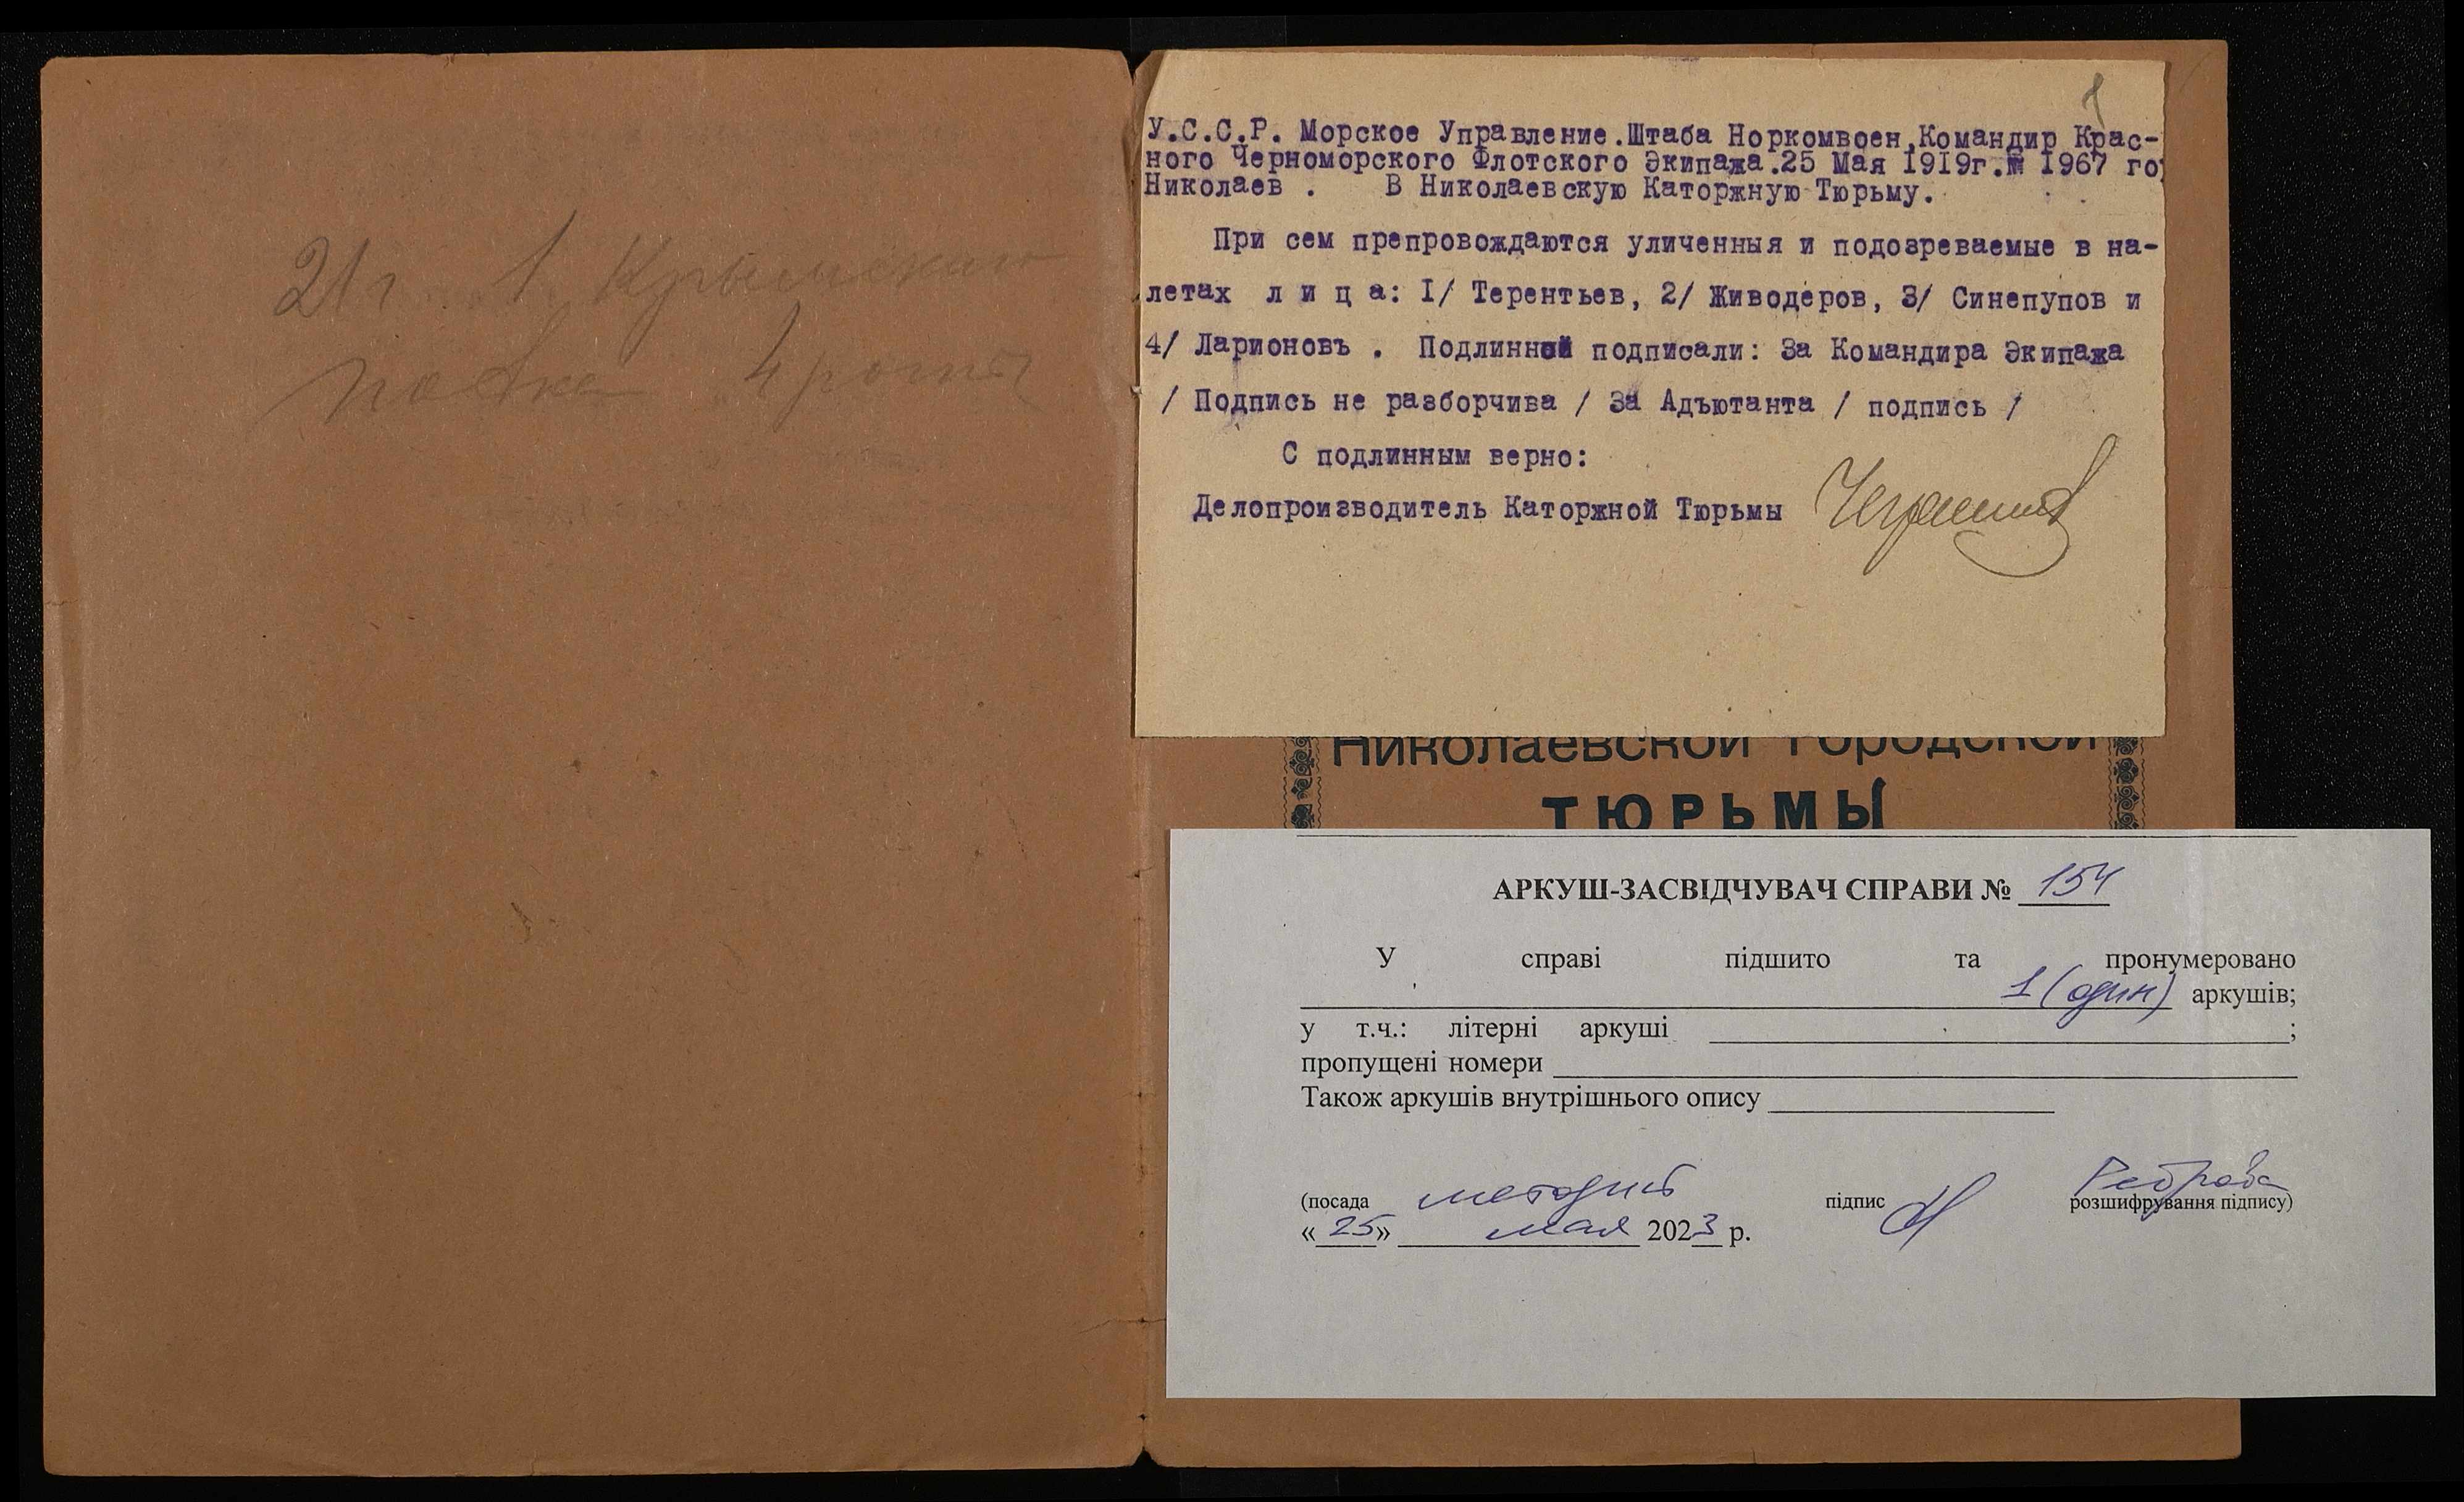 21 г. 1 Крымскаго
полка 4 роты
1
У.С.С.Р. Морское Управление.Штаба Норкомвоен,Командир Крас-
ного Черноморского Флотского Экипажа.25 Мая 1919г.№ 1967 гор
Николаев . В Николаевскую Каторжную Тюрьму.
При сем препровождаются уличенныя и подозреваемые в на-
летах л и ц а: I/ Терентьев, 2/ Живодеров, 3/ Синепупов и
4/ Ларионовъ . Подлинной подписали: За Командира Экипажа
/ Подпись не разборчива / За Адъютанта / подпись /
С подлинным верно:
Делопроизводитель Каторжной Тюрьмы
Николаевской Городской
ТЮРЬМЫ
АРКУШ-ЗАСВІДЧУВАЧ СПРАВИ № 154
У справі підшито та пронумеровано
1 (один) аркушів;
у т.ч.: літерні аркуші ;
пропущені номери
Також аркушів внутрішнього опису
(посада методист підпис Реброва розшифрування підпису)
« 25 » мая 2023 р.